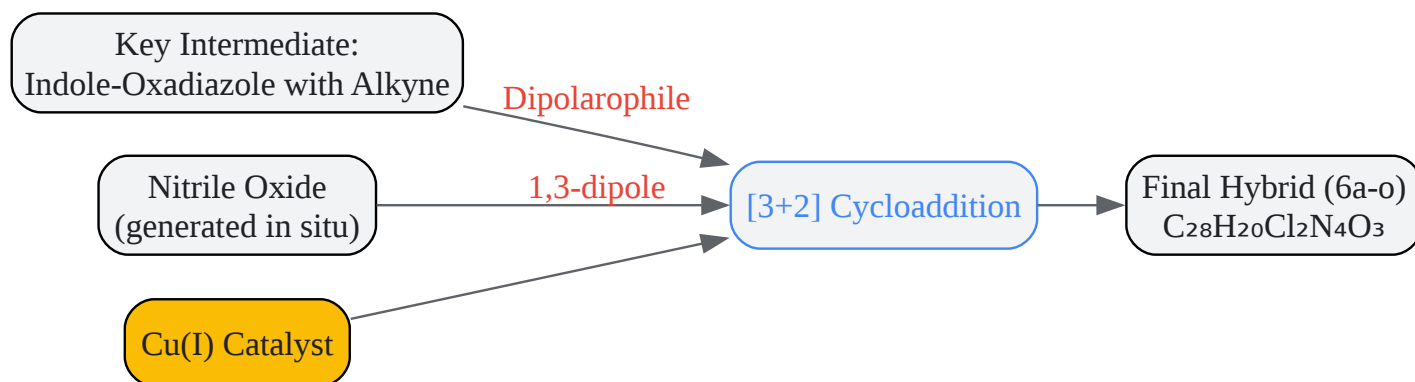 Key Intermediate:
Indole-Oxadiazole with Alkyne
Dipolarophile
Nitrile Oxide
(generated in situ)
1,3-dipole
[3+2] Cycloaddition
Final Hybrid (6a-o)
C₂₈H₂₀Cl₂N₄O₃
Cu(I) Catalyst